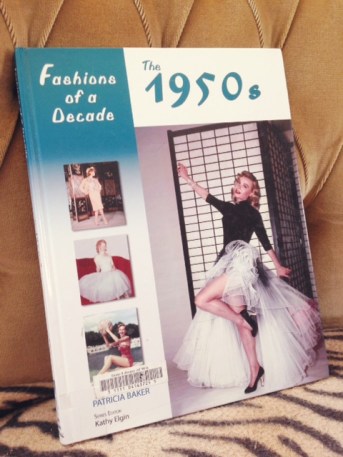 Fashions
of a
Decade
The
1950s
PATRICIA BAKER
Series Editor
Kathy Elgin